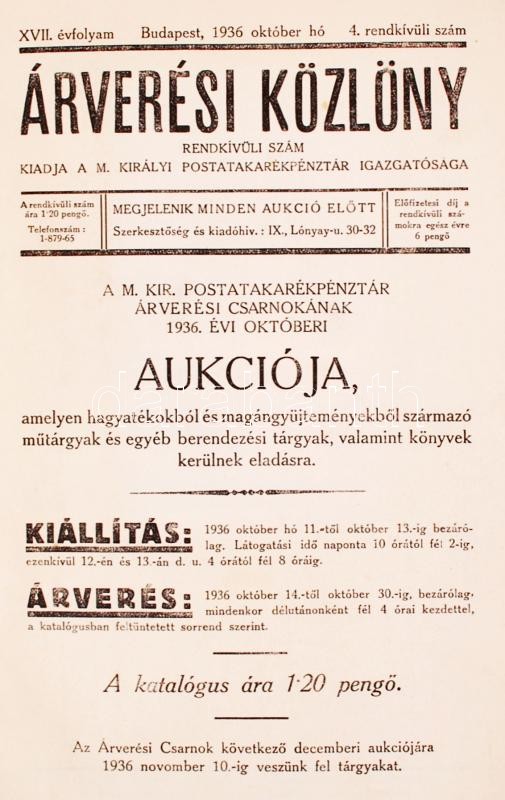 XVII. évfolyam Budapest, 1936 október hó 4. rendkívüli szám
ÁRVERÉSI KÖZLÖNY
RENDKÍVÜLI SZÁM
KIADJA A M. KIRÁLYI POSTATAKARÉKPÉNZTÁR IGAZGATÓSÁGA
A rendkívüli szám
ára 1·20 pengő.
Telefonszám :
1-879-65
MEGJELENIK MINDEN AUKCIÓ ELŐTT
Szerkesztőség és kiadóhiv. : IX., Lónyay-u. 30-32
Előfizetesi díj a
rendkívüli szá-
mokra egész évre
6 pengő
A M. KIR. POSTATAKARÉKPÉNZTÁR
ÁRVERÉSI CSARNOKÁNAK
1936. ÉVI OKTÓBERI
AUKCIÓJA,
amelyen hagyatékokból és magángyüjteményekből származó
műtárgyak és egyéb berendezési tárgyak, valamint könyvek
kerülnek eladásra.
KIÁLLÍTÁS: 1936 október hó 11.-től október 13.-ig bezáró-
lag. Látogatási idő naponta 10 órától fél 2-ig,
ezenkívül 12.-én és 13.-án d. u. 4 órától fél 8 óráig.
ÁRVERÉS: 1936 október 14.-től október 30.-ig, bezárólag,
mindenkor délutánonként fél 4 órai kezdettel,
a katalógusban feltüntetett sorrend szerint.
A katalógus ára 1·20 pengő.
Az Árverési Csarnok következő decemberi aukciójára
1936 novomber 10.-ig veszünk fel tárgyakat.
darabanth